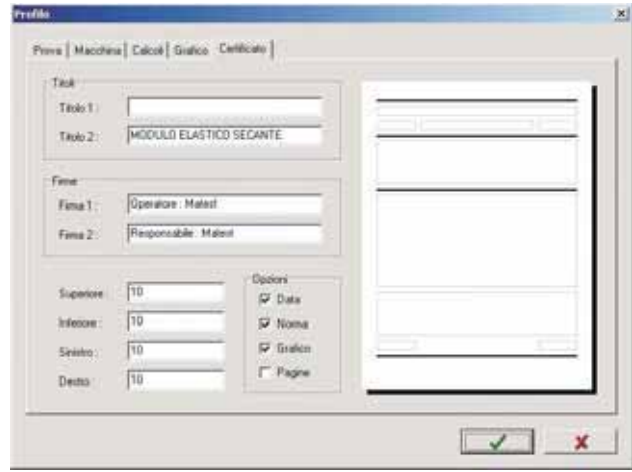 Profilo
Prova Macchina Calcoli Grafico Certificato
Titoli
Titolo 1 :
Titolo 2 : MODULO ELASTICO SECANTE
Firme
Firma 1 : Operatore : Matest
Firma 2 : Responsabile : Matest
Superiore : 10
Inferiore : 10
Sinistro : 10
Destro : 10
Opzioni
Data
Norma
Grafico
Pagine